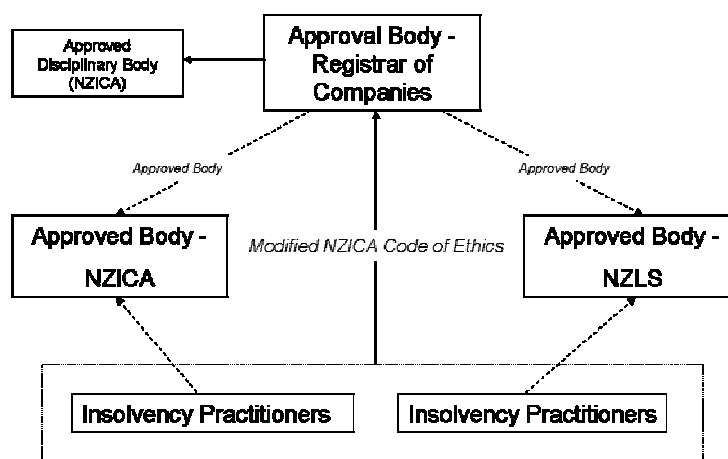 Approved
Disciplinary Body
(NZICA)
Approval Body -
Registrar of
Companies
Approved Body
Approved Body
Approved Body -
NZICA
Modified NZICA Code of Ethics
Approved Body -
NZLS
Insolvency Practitioners
Insolvency Practitioners